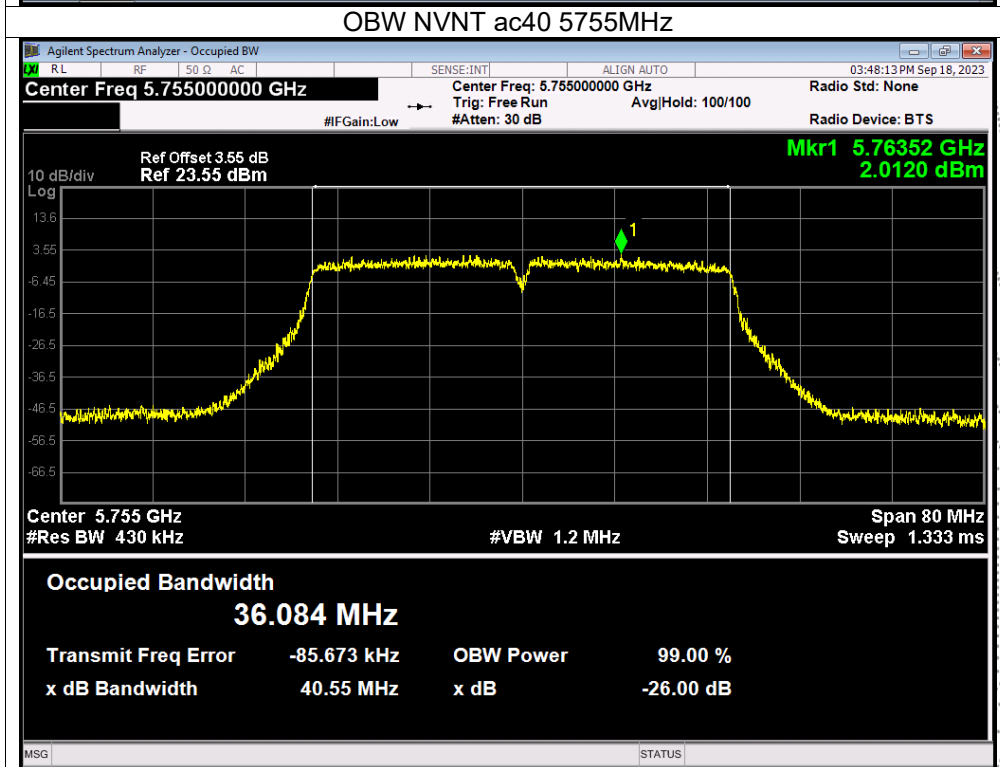 OBW NVNT ac40 5755MHz
Agilent Spectrum Analyzer - Occupied BW
LXI RL RF 50 Ω AC SENSE:INT ALIGN AUTO 03:48:13 PM Sep 18, 2023
Center Freq 5.755000000 GHz Center Freq: 5.755000000 GHz Radio Std: None
Trig: Free Run Avg|Hold: 100/100
#IFGain:Low #Atten: 30 dB Radio Device: BTS
Mkr1 5.76352 GHz
2.0120 dBm
Ref Offset 3.55 dB
10 dB/div Ref 23.55 dBm
Log
13.6
1
3.55
-6.45
-16.5
-26.5
-36.5
-46.5
-56.5
-66.5
Center 5.755 GHz Span 80 MHz
#Res BW 430 kHz #VBW 1.2 MHz Sweep 1.333 ms
Occupied Bandwidth
36.084 MHz
Transmit Freq Error -85.673 kHz OBW Power 99.00 %
x dB Bandwidth 40.55 MHz x dB -26.00 dB
MSG STATUS